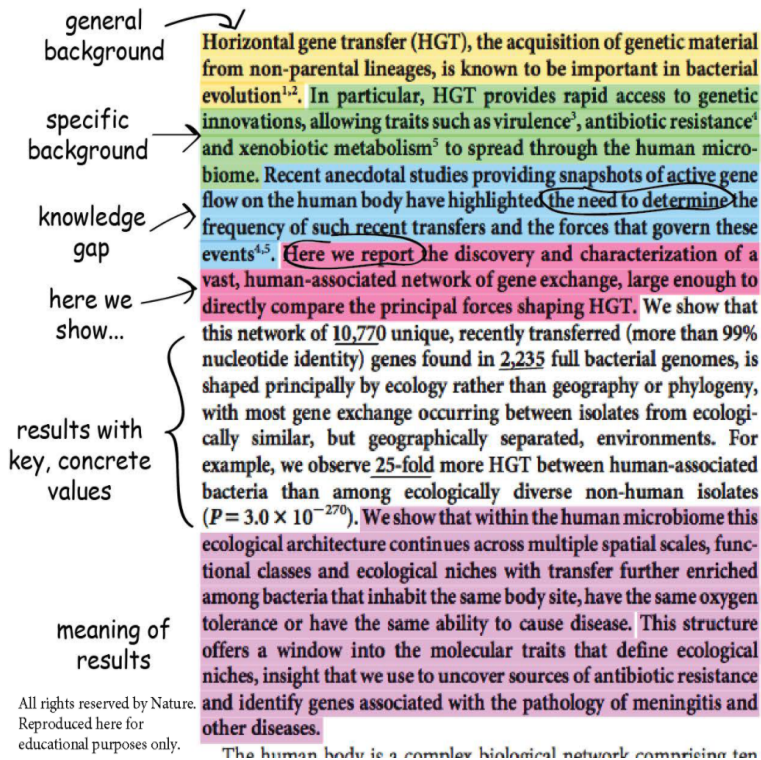 general
background
specific
background
knowledge
gap
here we
show...
results with
key, concrete
values
meaning of
results
All rights reserved by Nature.
Reproduced here for
educational purposes only.
Horizontal gene transfer (HGT), the acquisition of genetic material
from non-parental lineages, is known to be important in bacterial
evolution1,2. In particular, HGT provides rapid access to genetic
innovations, allowing traits such as virulence3, antibiotic resistance4
and xenobiotic metabolism5 to spread through the human micro-
biome. Recent anecdotal studies providing snapshots of active gene
flow on the human body have highlighted the need to determine the
frequency of such recent transfers and the forces that govern these
events4,5. Here we report the discovery and characterization of a
vast, human-associated network of gene exchange, large enough to
directly compare the principal forces shaping HGT. We show that
this network of 10,770 unique, recently transferred (more than 99%
nucleotide identity) genes found in 2,235 full bacterial genomes, is
shaped principally by ecology rather than geography or phylogeny,
with most gene exchange occurring between isolates from ecologi-
cally similar, but geographically separated, environments. For
example, we observe 25-fold more HGT between human-associated
bacteria than among ecologically diverse non-human isolates
(P = 3.0 × 10−270). We show that within the human microbiome this
ecological architecture continues across multiple spatial scales, func-
tional classes and ecological niches with transfer further enriched
among bacteria that inhabit the same body site, have the same oxygen
tolerance or have the same ability to cause disease. This structure
offers a window into the molecular traits that define ecological
niches, insight that we use to uncover sources of antibiotic resistance
and identify genes associated with the pathology of meningitis and
other diseases.
The human body is a complex biological network comprising ten